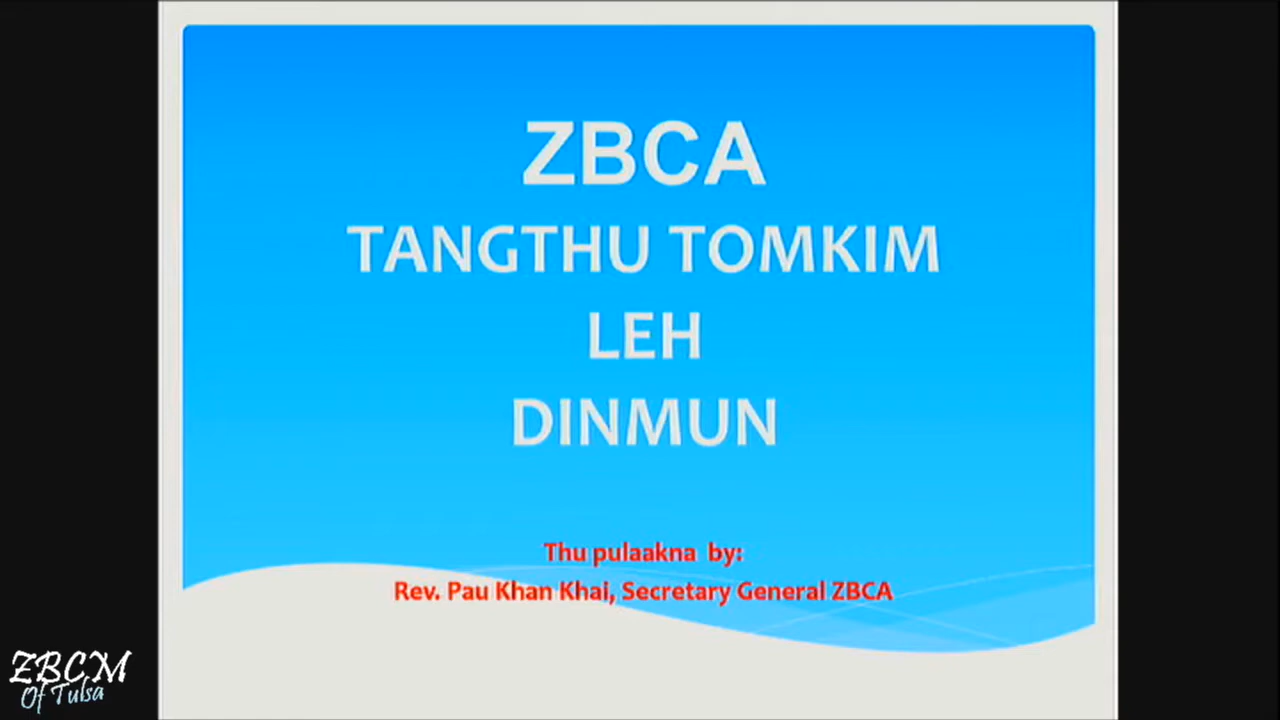 ZBCA
TANGTHU TOMKIM
LEH
DINMUN
Thu pulaakna by:
Rev. Pau Khan Khai, Secretary General ZBCA
ZBCM
Of Tulsa